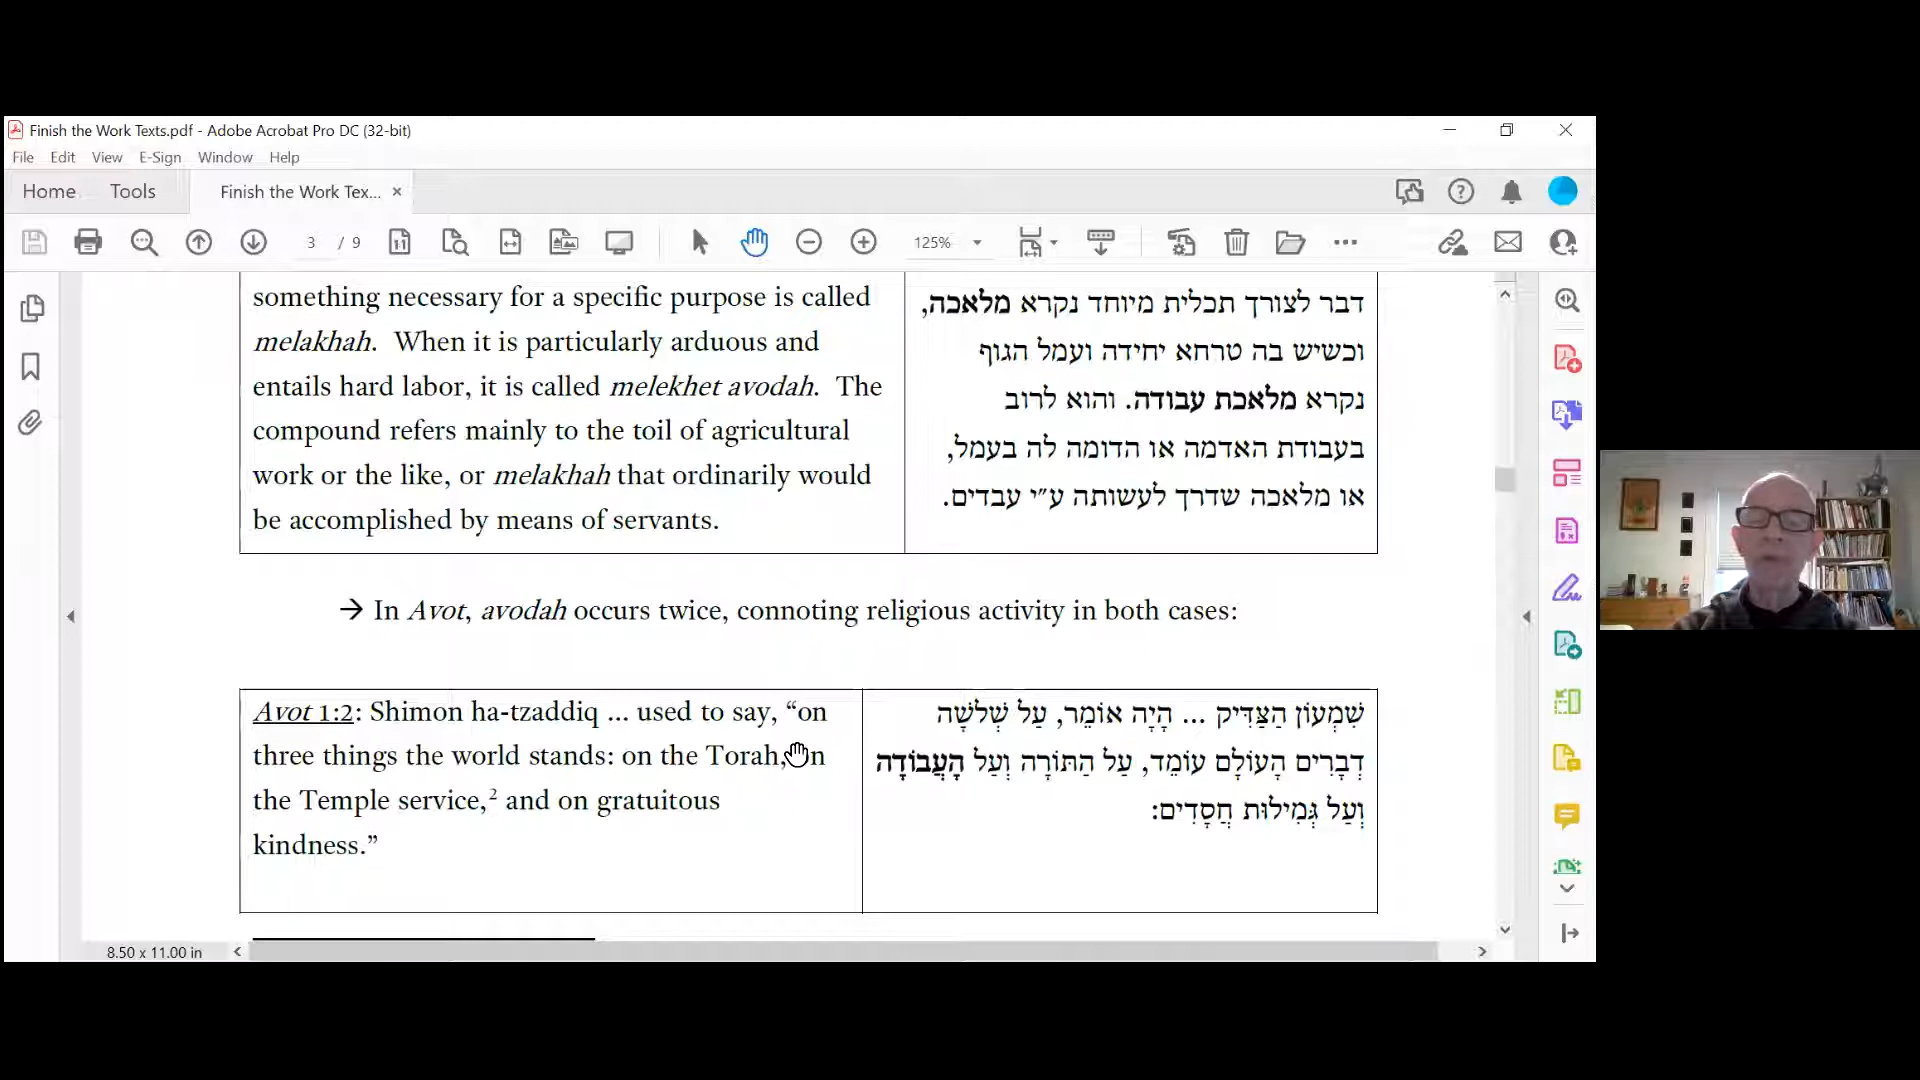 Finish the Work Texts.pdf - Adobe Acrobat Pro DC (32-bit)
File Edit View E-Sign Window Help
Home Tools Finish the Work Tex... ×
3 / 9 125%
something necessary for a specific purpose is called
melakhah. When it is particularly arduous and
entails hard labor, it is called melekhet avodah. The
compound refers mainly to the toil of agricultural
work or the like, or melakhah that ordinarily would
be accomplished by means of servants.
דבר לצורך תכלית מיוחד נקרא מלאכה,
וכשיש בה טרחא יחידה ועמל הגוף
נקרא מלאכת עבודה. והוא לרוב
בעבודת האדמה או הדומה לה בעמל,
או מלאכה שדרך לעשותה ע״י עבדים.
→ In Avot, avodah occurs twice, connoting religious activity in both cases:
Avot 1:2: Shimon ha-tzaddiq ... used to say, “on
three things the world stands: on the Torah, on
the Temple service,² and on gratuitous
kindness.”
שִׁמְעוֹן הַצַּדִּיק ... הָיָה אוֹמֵר, עַל שְׁלשָׁה
דְבָרִים הָעוֹלָם עוֹמֵד, עַל הַתּוֹרָה וְעַל הָעֲבוֹדָה
וְעַל גְּמִילוּת חֲסָדִים:
8.50 x 11.00 in